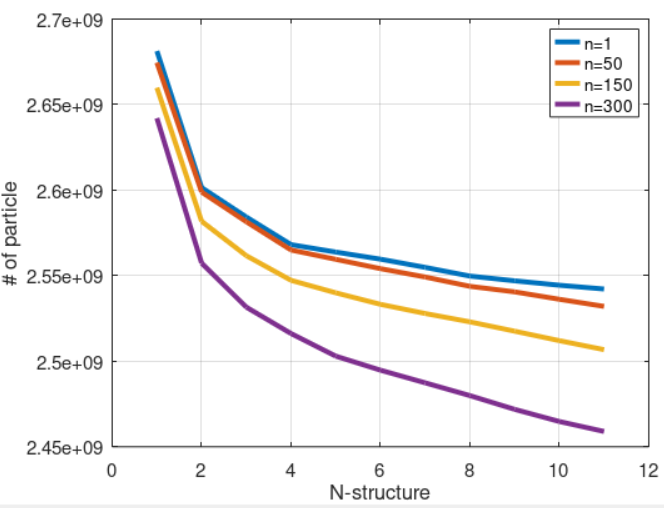 2.7e+09
2.65e+09
2.6e+09
2.55e+09
2.5e+09
2.45e+09
# of particle
n=1
n=50
n=150
n=300
0 2 4 6 8 10 12
N-structure